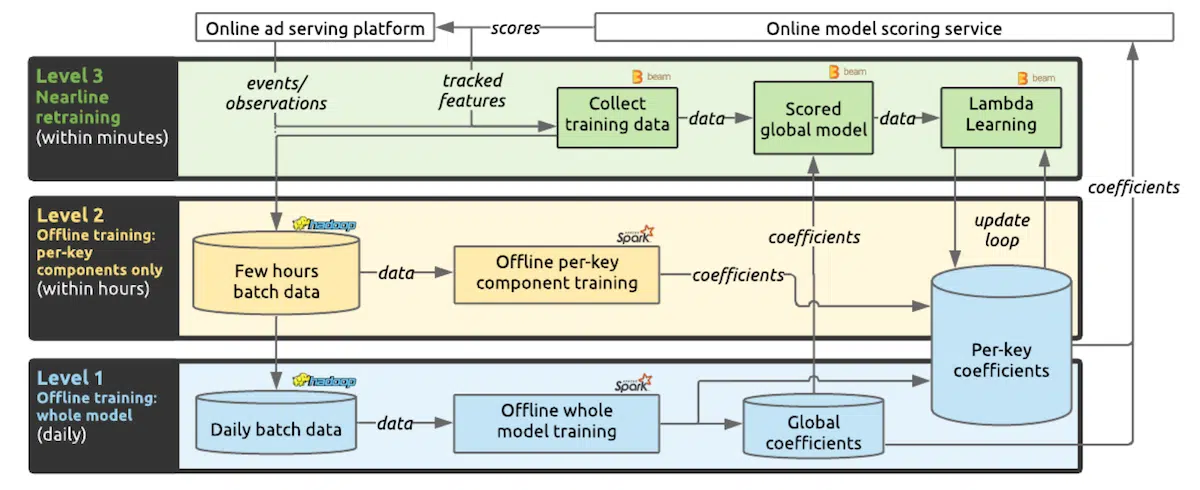 Online ad serving platform
scores
Online model scoring service
Level 3
Nearline
retraining
(within minutes)
events/
observations
tracked
features
beam
Collect
training data
data
beam
Scored
global model
data
beam
Lambda
Learning
coefficients
Level 2
Offline training:
per-key
components only
(within hours)
hadoop
Few hours
batch data
data
Spark
Offline per-key
component training
coefficients
coefficients
update
loop
Per-key
coefficients
Level 1
Offline training:
whole model
(daily)
hadoop
Daily batch data
data
Spark
Offline whole
model training
Global
coefficients